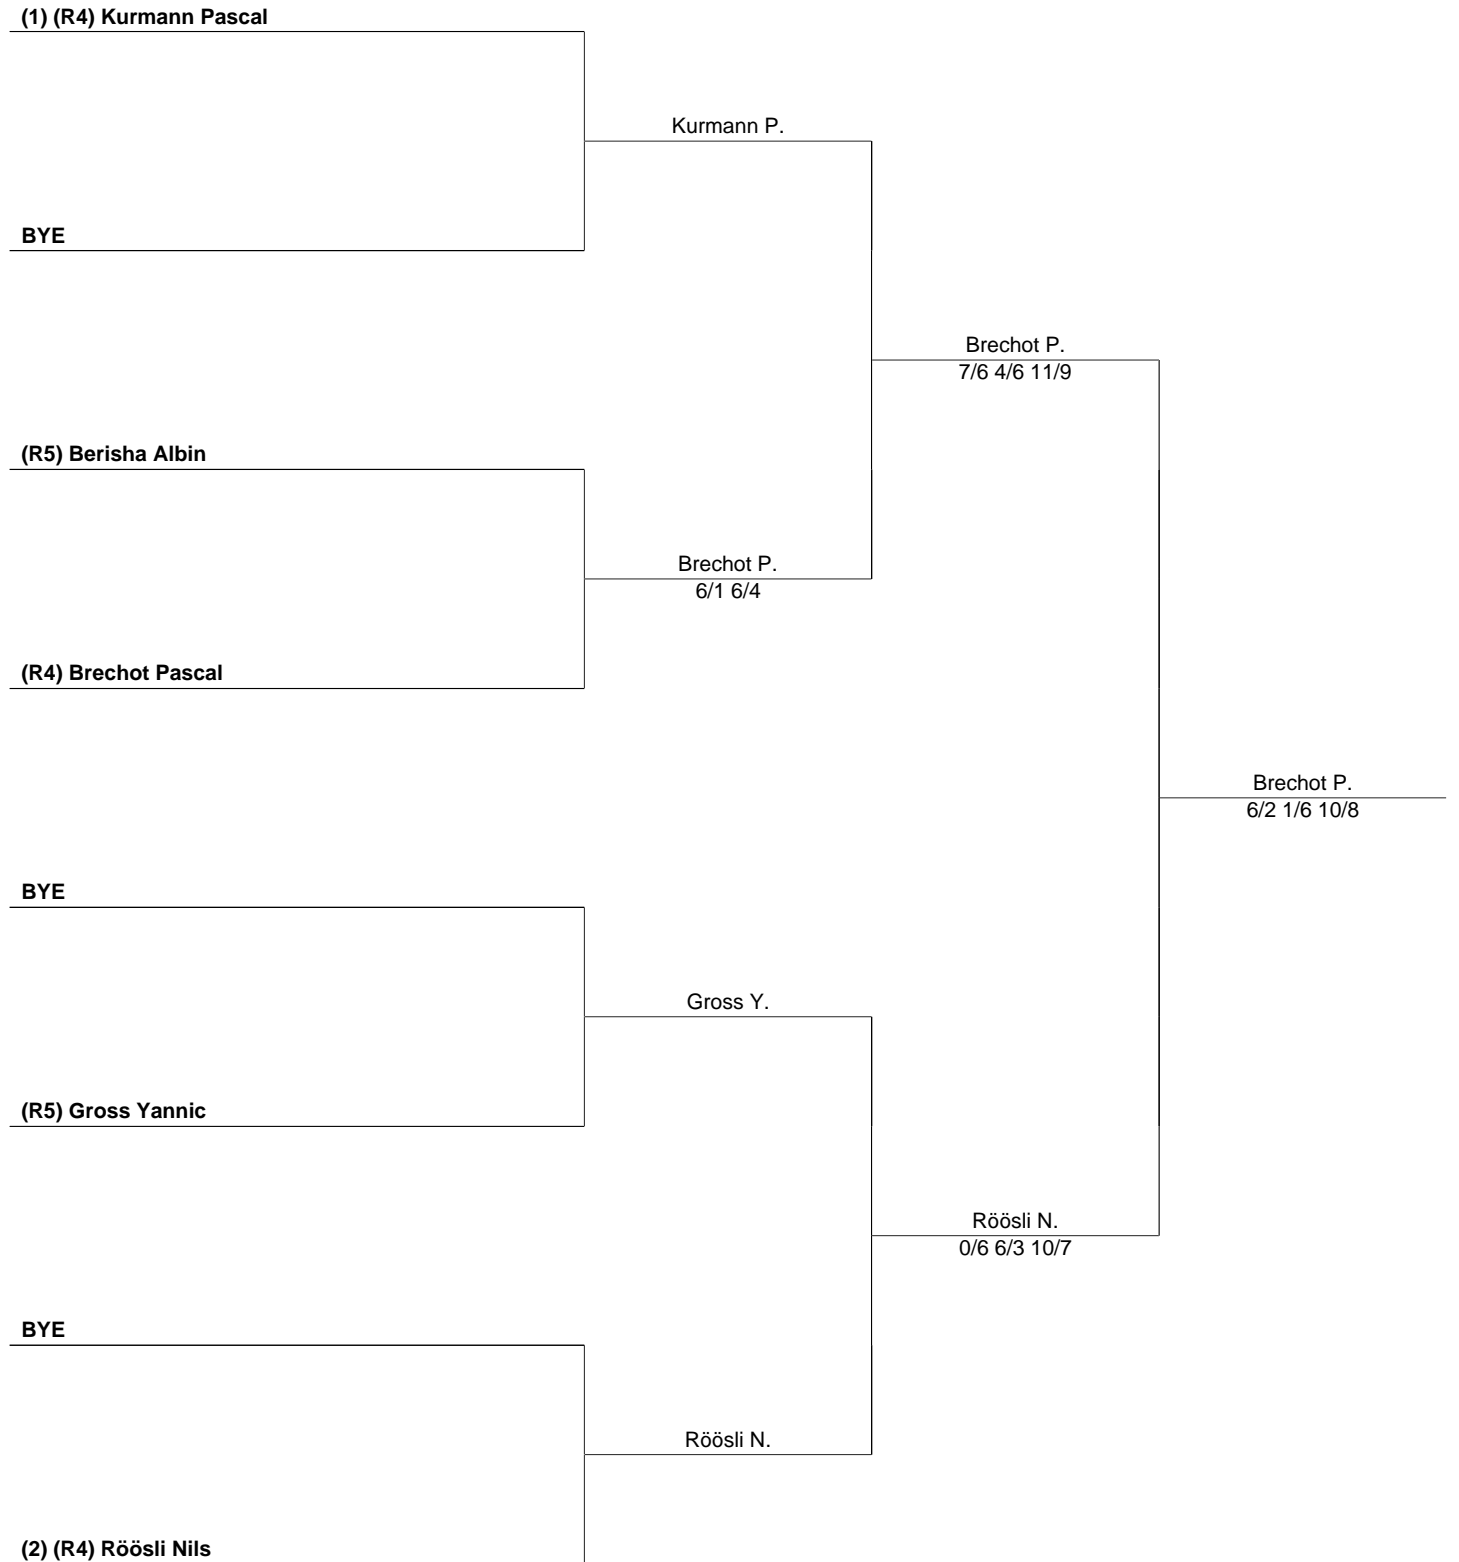 (1) (R4) Kurmann Pascal
Kurmann P.
BYE
Brechot P.
7/6 4/6 11/9
(R5) Berisha Albin
Brechot P.
6/1 6/4
(R4) Brechot Pascal
Brechot P.
6/2 1/6 10/8
BYE
Gross Y.
(R5) Gross Yannic
Röösli N.
0/6 6/3 10/7
BYE
Röösli N.
(2) (R4) Röösli Nils